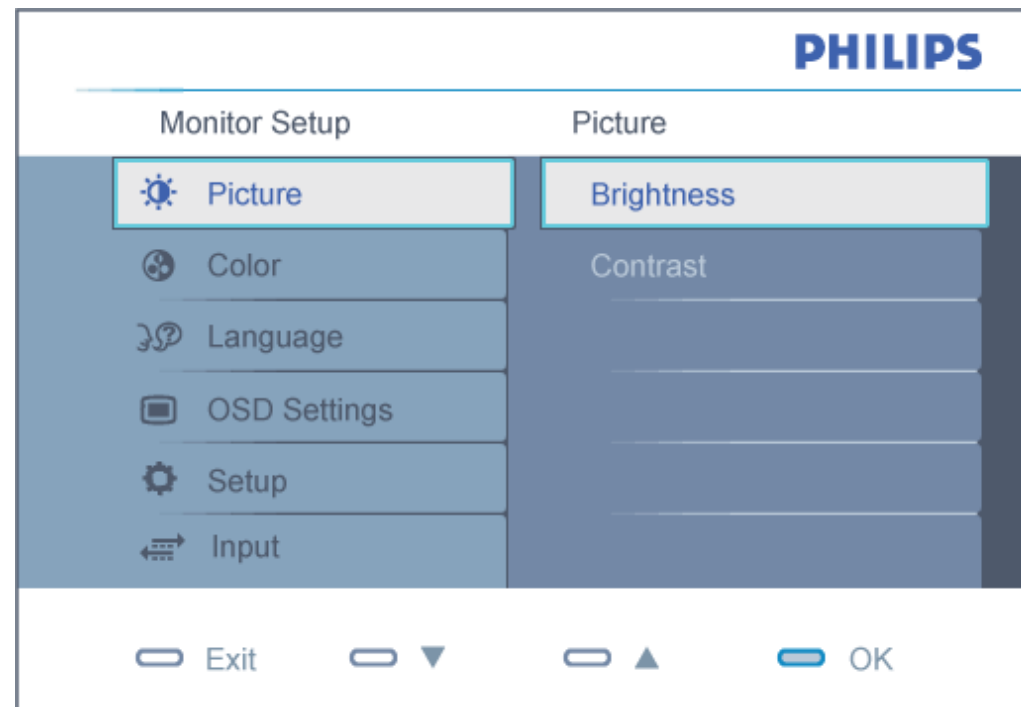 PHILIPS
Monitor Setup Picture
Picture Brightness
Color Contrast
Language
OSD Settings
Setup
Input
Exit ▼ ▲ OK